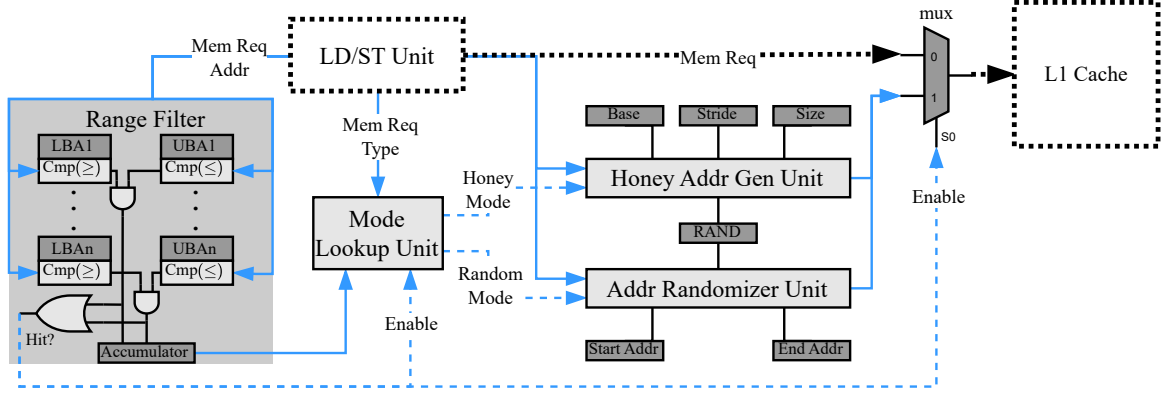 mux
Mem Req
Addr
LD/ST Unit
Mem Req
0
1
S0
L1 Cache
Range Filter
LBA1
Cmp(≥)
UBA1
Cmp(≤)
LBAn
Cmp(≥)
UBAn
Cmp(≤)
Hit?
Accumulator
Mem Req
Type
Mode
Lookup Unit
Enable
Honey
Mode
Random
Mode
Base
Stride
Size
Honey Addr Gen Unit
RAND
Addr Randomizer Unit
Start Addr
End Addr
Enable